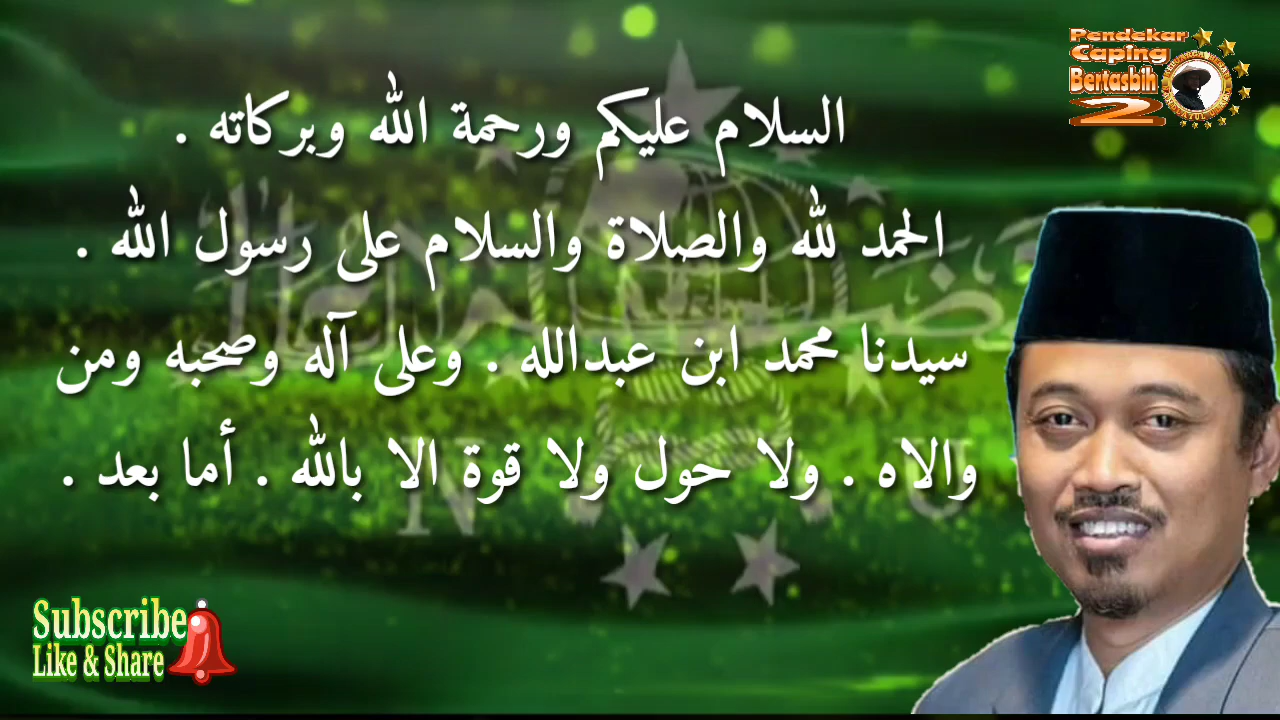 السلام عليكم ورحمة الله وبركاته .
الحمد لله والصلاة والسلام على رسول الله .
سيدنا محمد ابن عبدالله . وعلى آله وصحبه ومن
والاه . ولا حول ولا قوة الا بالله . أما بعد .
Pendekar
Caping
Bertasbih
2
N U
Subscribe
Like & Share